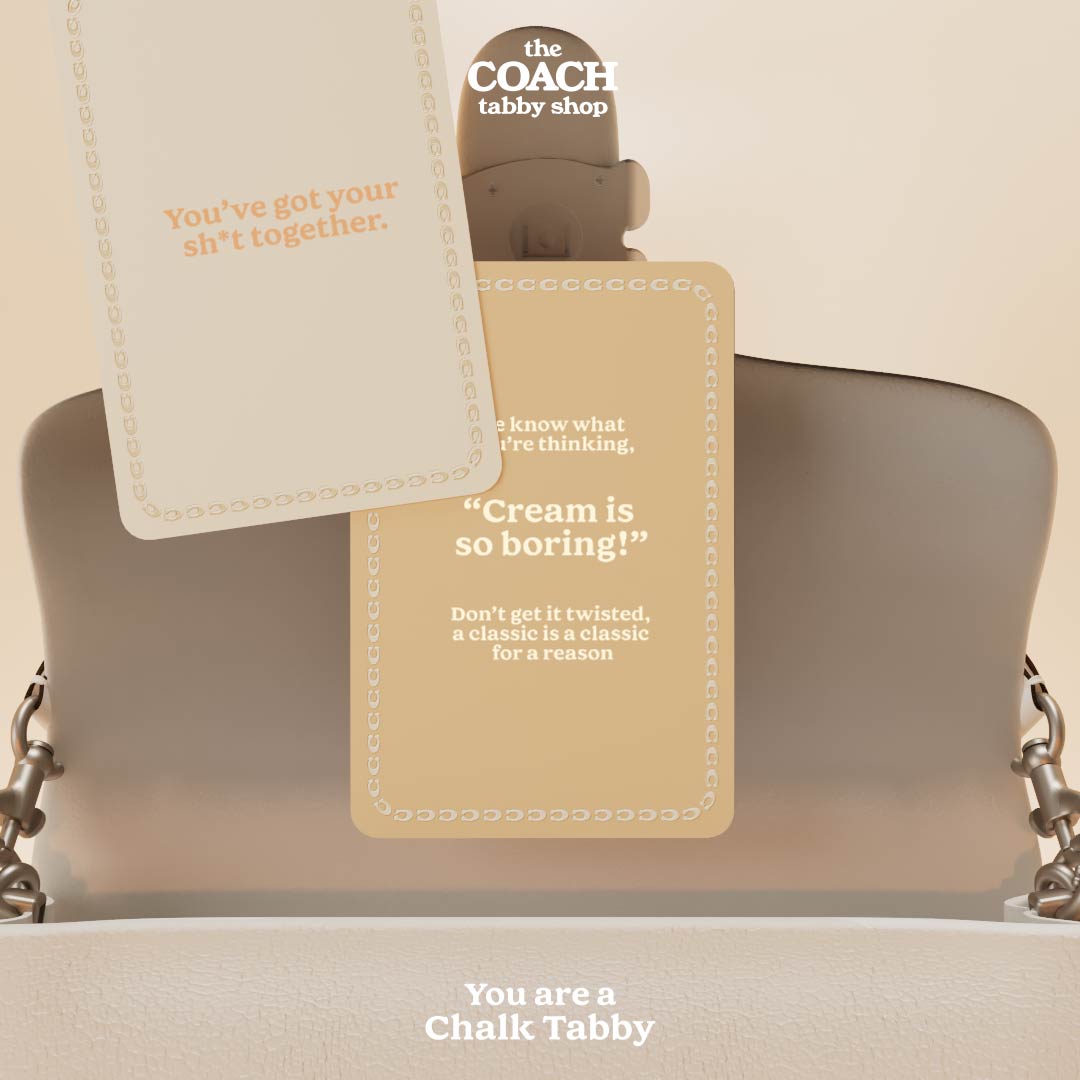 the
COACH
tabby shop
You've got your
sh*t together.
know what
thinking,
“Cream is
so boring!”
Don't get it twisted,
a classic is a classic
for a reason
You are a
Chalk Tabby